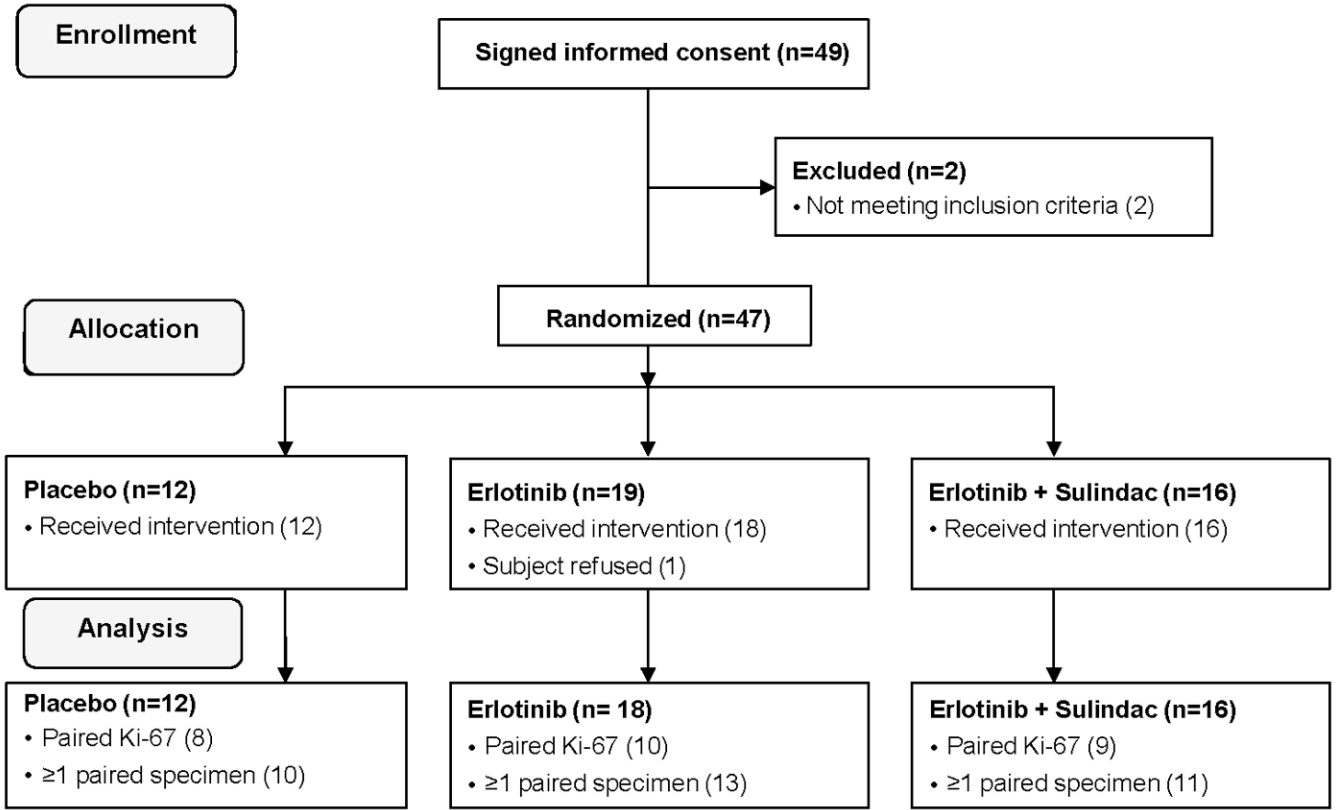 Enrollment
Signed informed consent (n=49)
Excluded (n=2)
• Not meeting inclusion criteria (2)
Allocation
Randomized (n=47)
Placebo (n=12)
• Received intervention (12)
Erlotinib (n=19)
• Received intervention (18)
• Subject refused (1)
Erlotinib + Sulindac (n=16)
• Received intervention (16)
Analysis
Placebo (n=12)
• Paired Ki-67 (8)
• ≥1 paired specimen (10)
Erlotinib (n= 18)
• Paired Ki-67 (10)
• ≥1 paired specimen (13)
Erlotinib + Sulindac (n=16)
• Paired Ki-67 (9)
• ≥1 paired specimen (11)